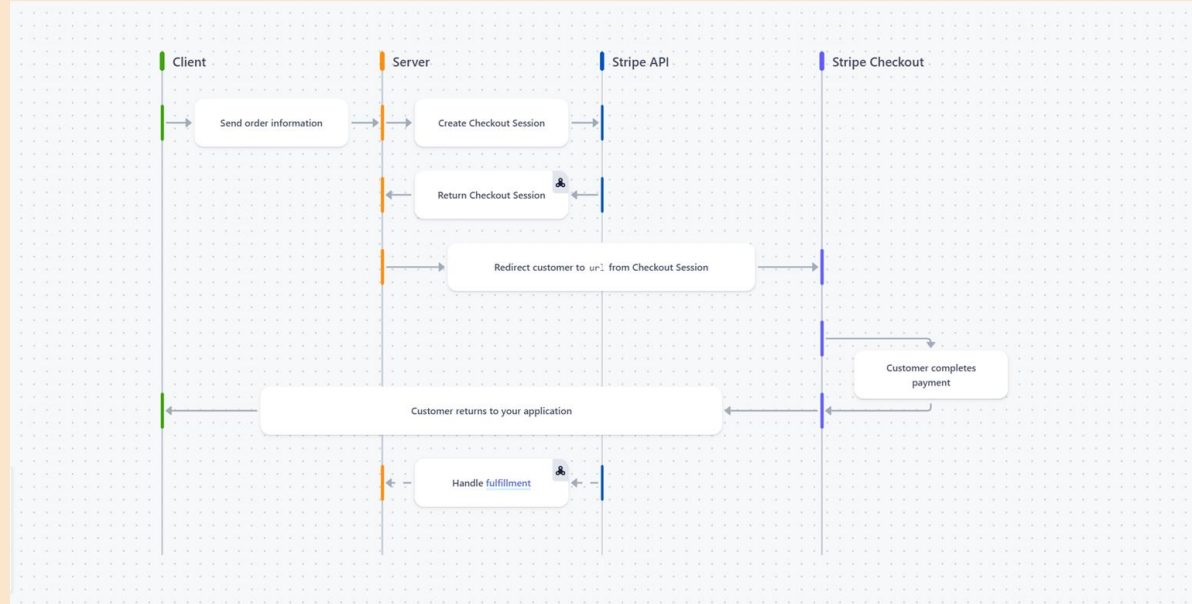 Client
Server
Stripe API
Stripe Checkout
Send order information
Create Checkout Session
Return Checkout Session
Redirect customer to url from Checkout Session
Customer completes
payment
Customer returns to your application
Handle fulfillment